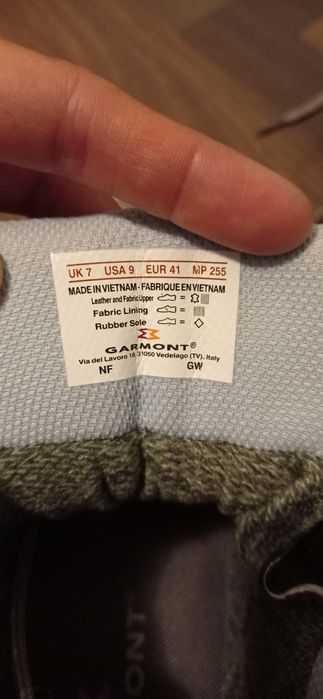 UK 7 USA 9 EUR 41 MP 255
MADE IN VIETNAM - FABRIQUE EN VIETNAM
Leather and Fabric Upper =
Fabric Lining =
Rubber Sole =
GARMONT®
Via del Lavoro 18 31050 Vedelago (TV), Italy
NF GW
MONT